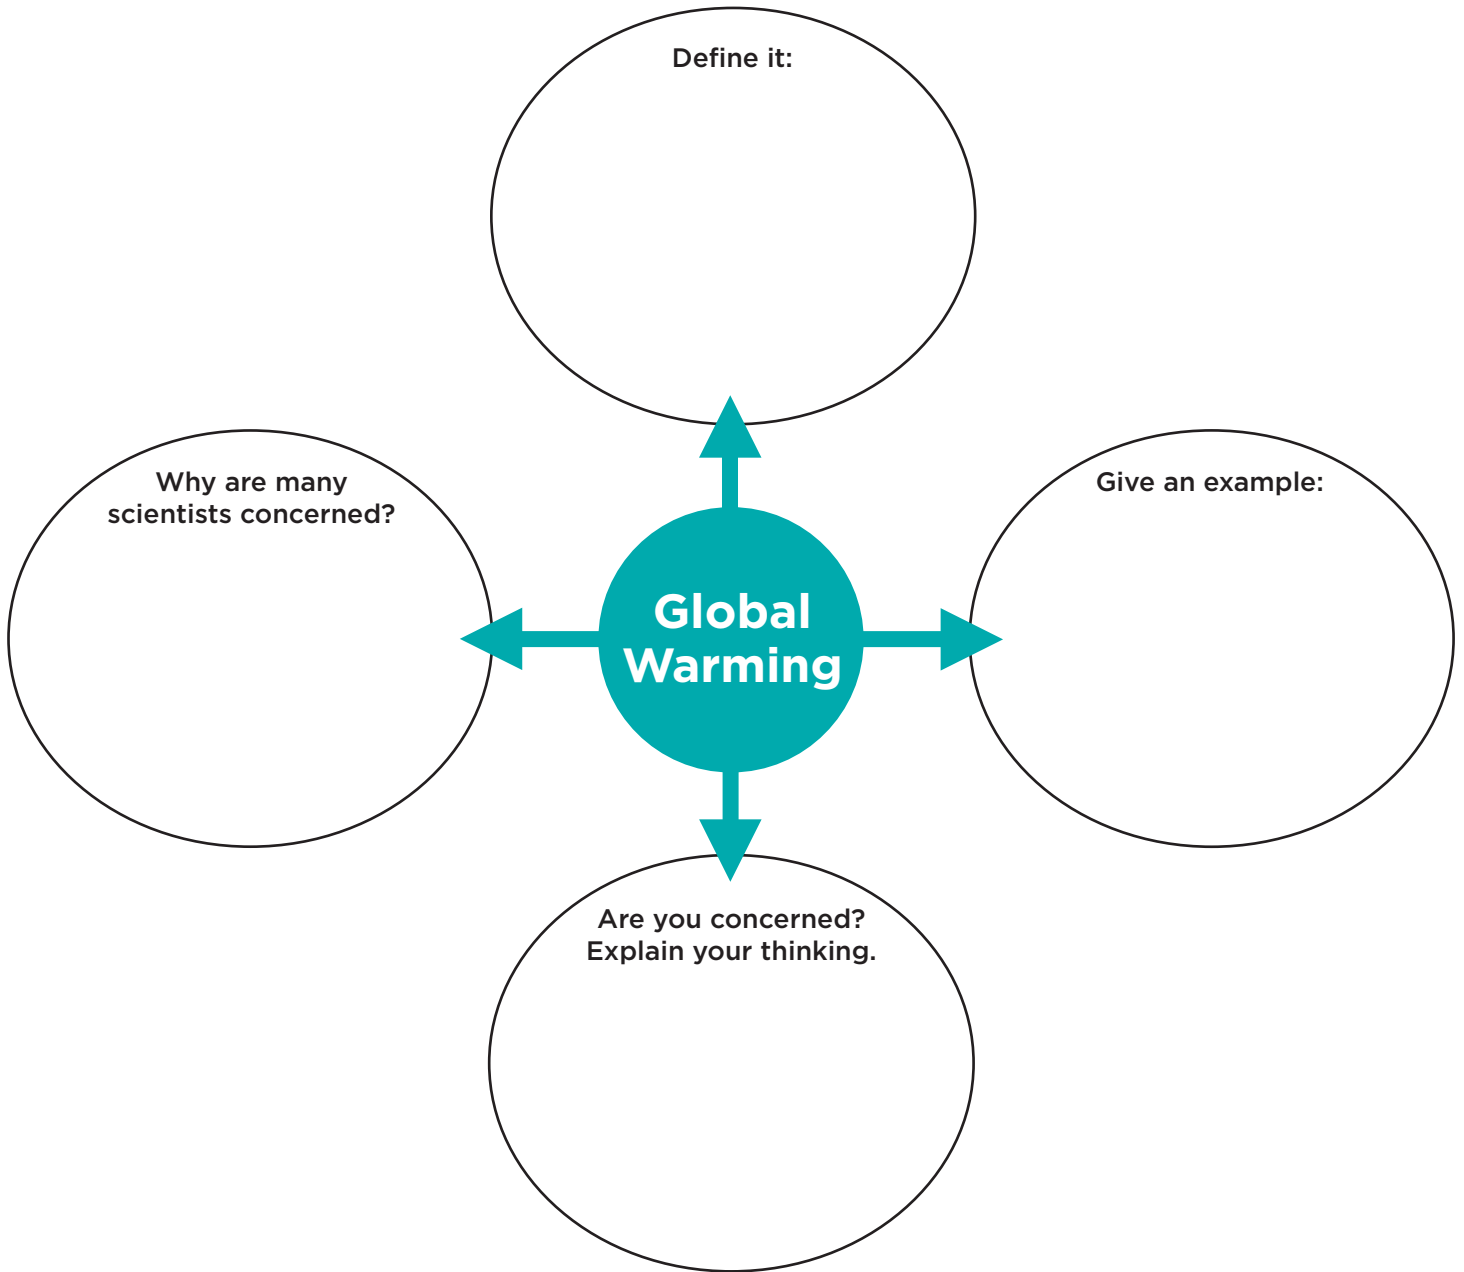 Define it:
Why are many
scientists concerned?
Give an example:
Global
Warming
Are you concerned?
Explain your thinking.